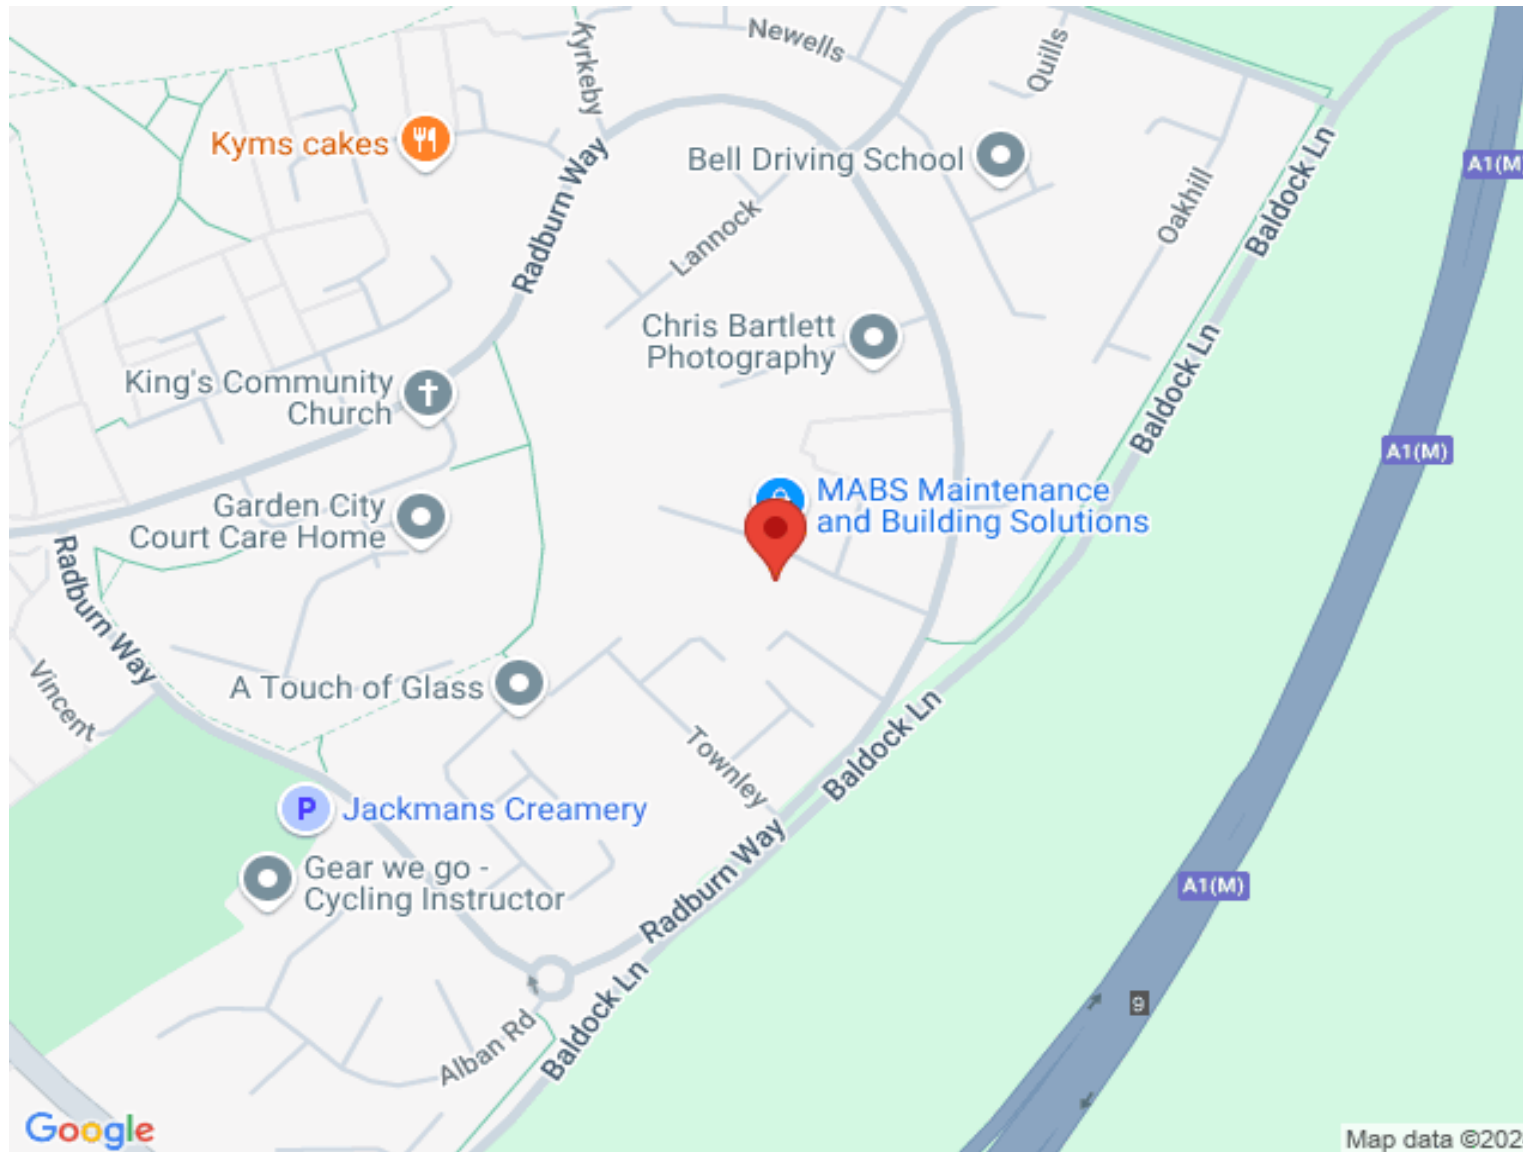 Newells
Kyrkeby
Quills
Kyms cakes
Bell Driving School
Baldock Ln
A1(M)
Radburn Way
Lannock
Oakhill
Chris Bartlett
Photography
Baldock Ln
King's Community
Church
A1(M)
MABS Maintenance
and Building Solutions
Garden City
Court Care Home
Radburn Way
Vincent
A Touch of Glass
Townley
Baldock Ln
P
Jackmans Creamery
Gear we go -
Cycling Instructor
Radburn Way
A1(M)
9
Baldock Ln
Alban Rd
Google
Map data ©202